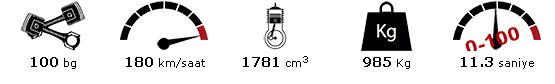 Kg
0-100
100 bg
180 km/saat
1781 cm³
985 Kg
11.3 saniye